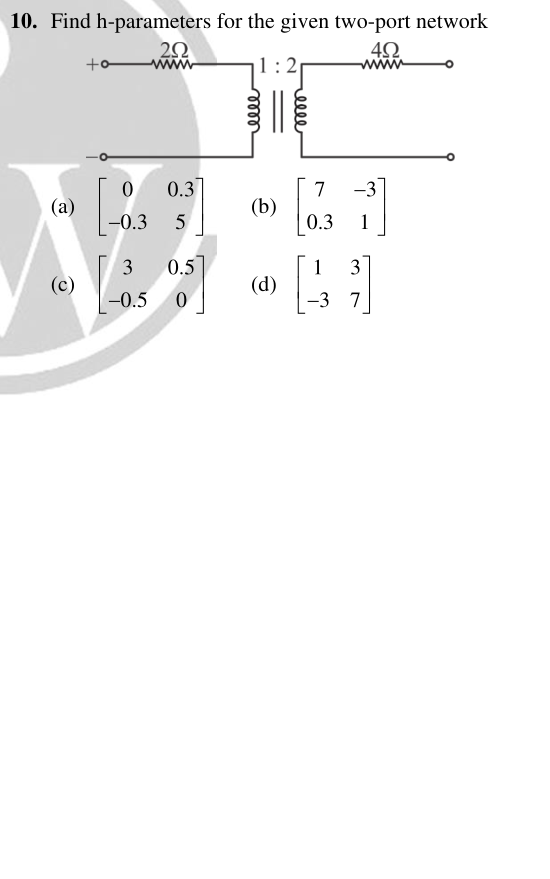 10. Find h-parameters for the given two-port network
2Ω 4Ω
+ 1 : 2
–
(a) [0 0.3
–0.3 5] (b) [7 –3
0.3 1]
(c) [3 0.5
–0.5 0] (d) [1 3
–3 7]